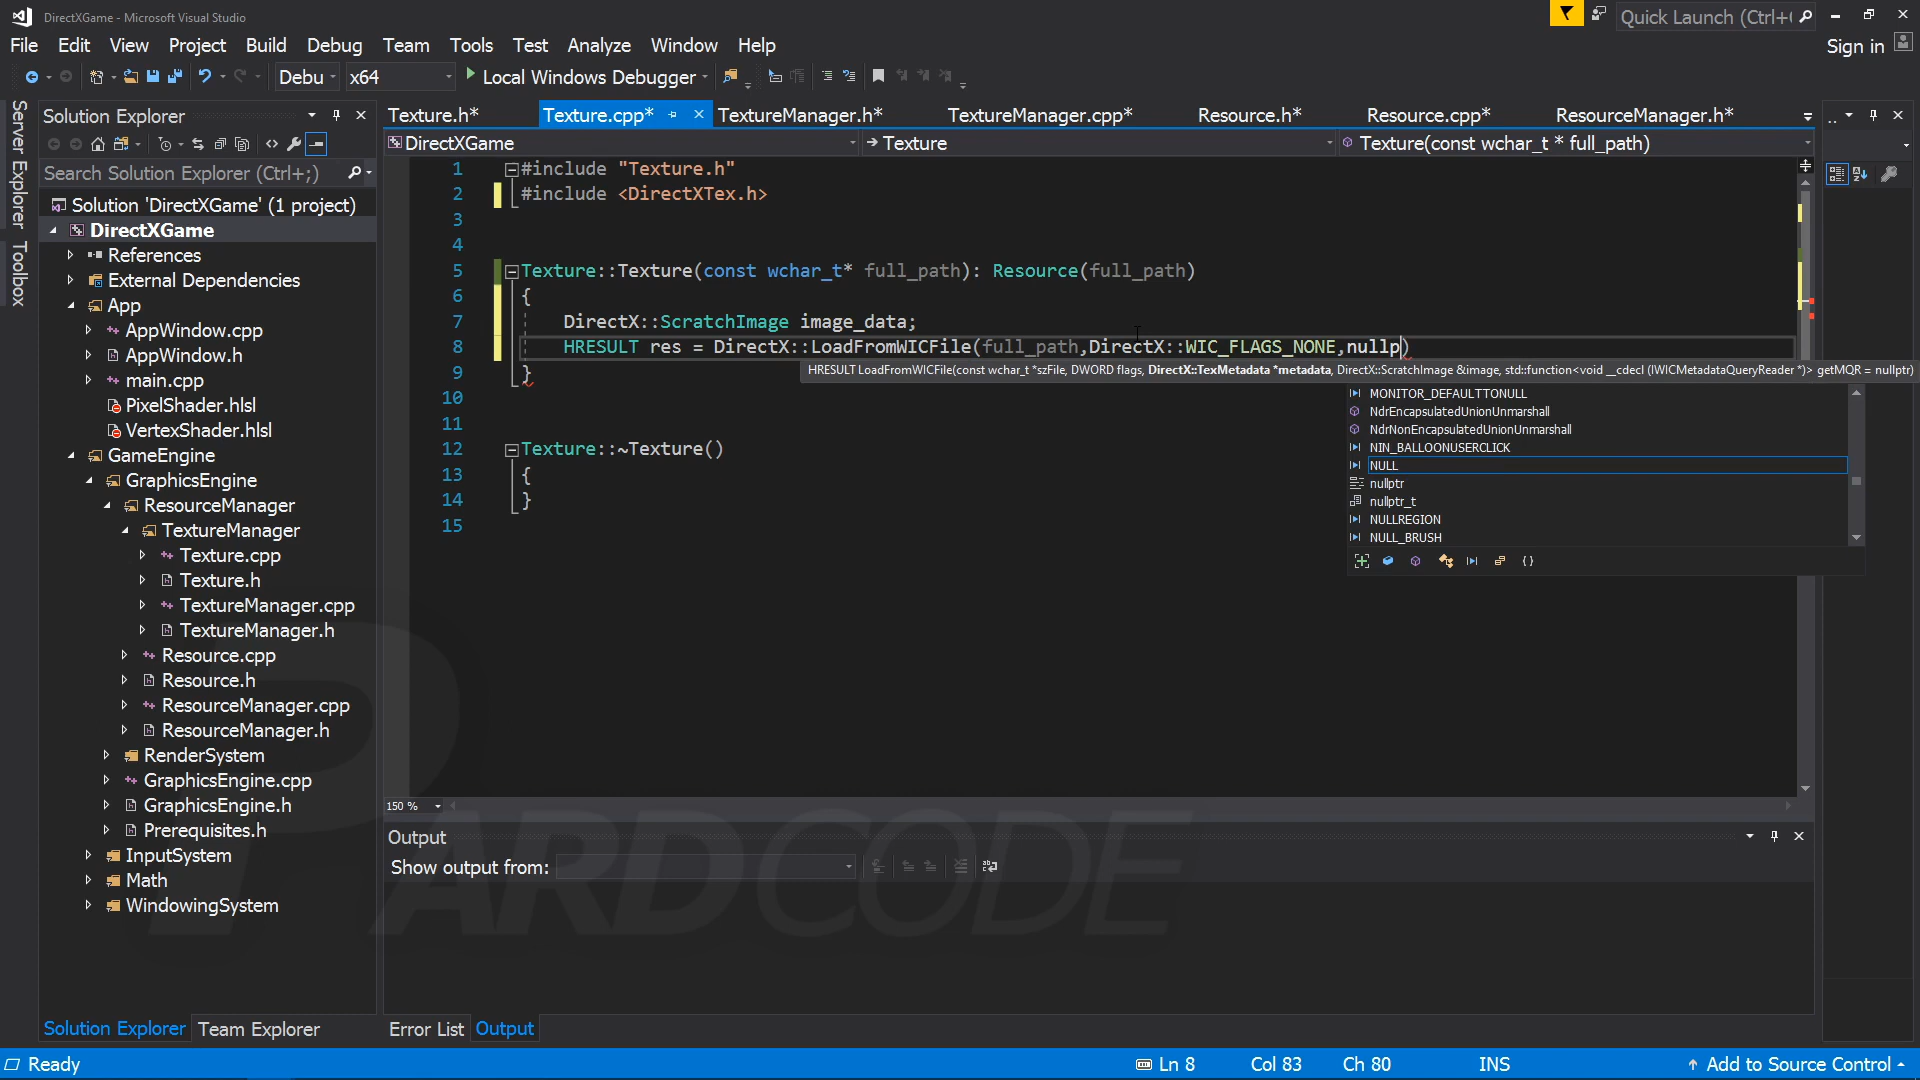 DirectXGame - Microsoft Visual Studio
Quick Launch (Ctrl+
File Edit View Project Build Debug Team Tools Test Analyze Window Help
Sign in
Debu x64 Local Windows Debugger
Server Explorer
Toolbox
Solution Explorer
Search Solution Explorer (Ctrl+;)
Solution 'DirectXGame' (1 project)
DirectXGame
References
External Dependencies
App
AppWindow.cpp
AppWindow.h
main.cpp
PixelShader.hlsl
VertexShader.hlsl
GameEngine
GraphicsEngine
ResourceManager
TextureManager
Texture.cpp
Texture.h
TextureManager.cpp
TextureManager.h
Resource.cpp
Resource.h
ResourceManager.cpp
ResourceManager.h
RenderSystem
GraphicsEngine.cpp
GraphicsEngine.h
Prerequisites.h
InputSystem
Math
WindowingSystem
Solution Explorer Team Explorer
Texture.h* Texture.cpp* TextureManager.h* TextureManager.cpp* Resource.h* Resource.cpp* ResourceManager.h*
DirectXGame Texture Texture(const wchar_t * full_path)
1 #include "Texture.h"
2 #include <DirectXTex.h>
3
4
5 Texture::Texture(const wchar_t* full_path): Resource(full_path)
6 {
7 DirectX::ScratchImage image_data;
8 HRESULT res = DirectX::LoadFromWICFile(full_path,DirectX::WIC_FLAGS_NONE,nullp)
9 }
HRESULT LoadFromWICFile(const wchar_t *szFile, DWORD flags, DirectX::TexMetadata *metadata, DirectX::ScratchImage &image, std::function<void __cdecl (IWICMetadataQueryReader *)> getMQR = nullptr)
10
11
12 Texture::~Texture()
13 {
14 }
15
MONITOR_DEFAULTTONULL
NdrEncapsulatedUnionUnmarshall
NdrNonEncapsulatedUnionUnmarshall
NIN_BALLOONUSERCLICK
NULL
nullptr
nullptr_t
NULLREGION
NULL_BRUSH
150 %
Output
Show output from:
PARDCODE
Error List Output
Ready Ln 8 Col 83 Ch 80 INS Add to Source Control